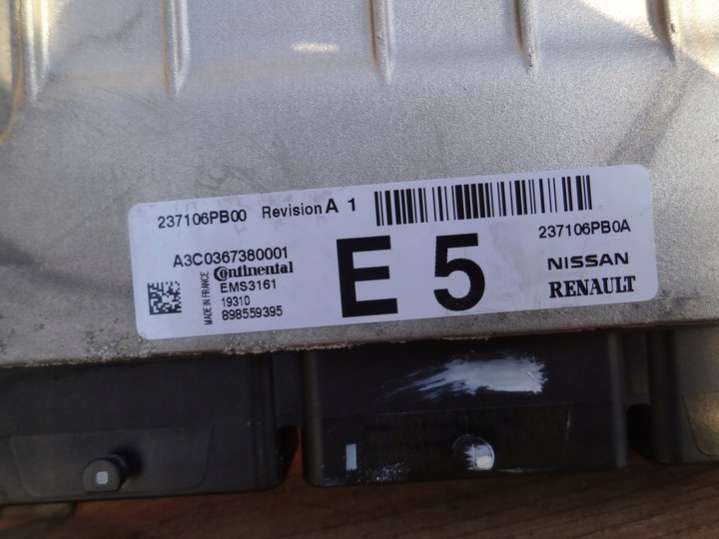 237106PB00 Revision A 1
237106PB0A
A3C0367380001
Continental
EMS3161
19310
898559395
MADE IN FRANCE
E 5
NISSAN
RENAULT